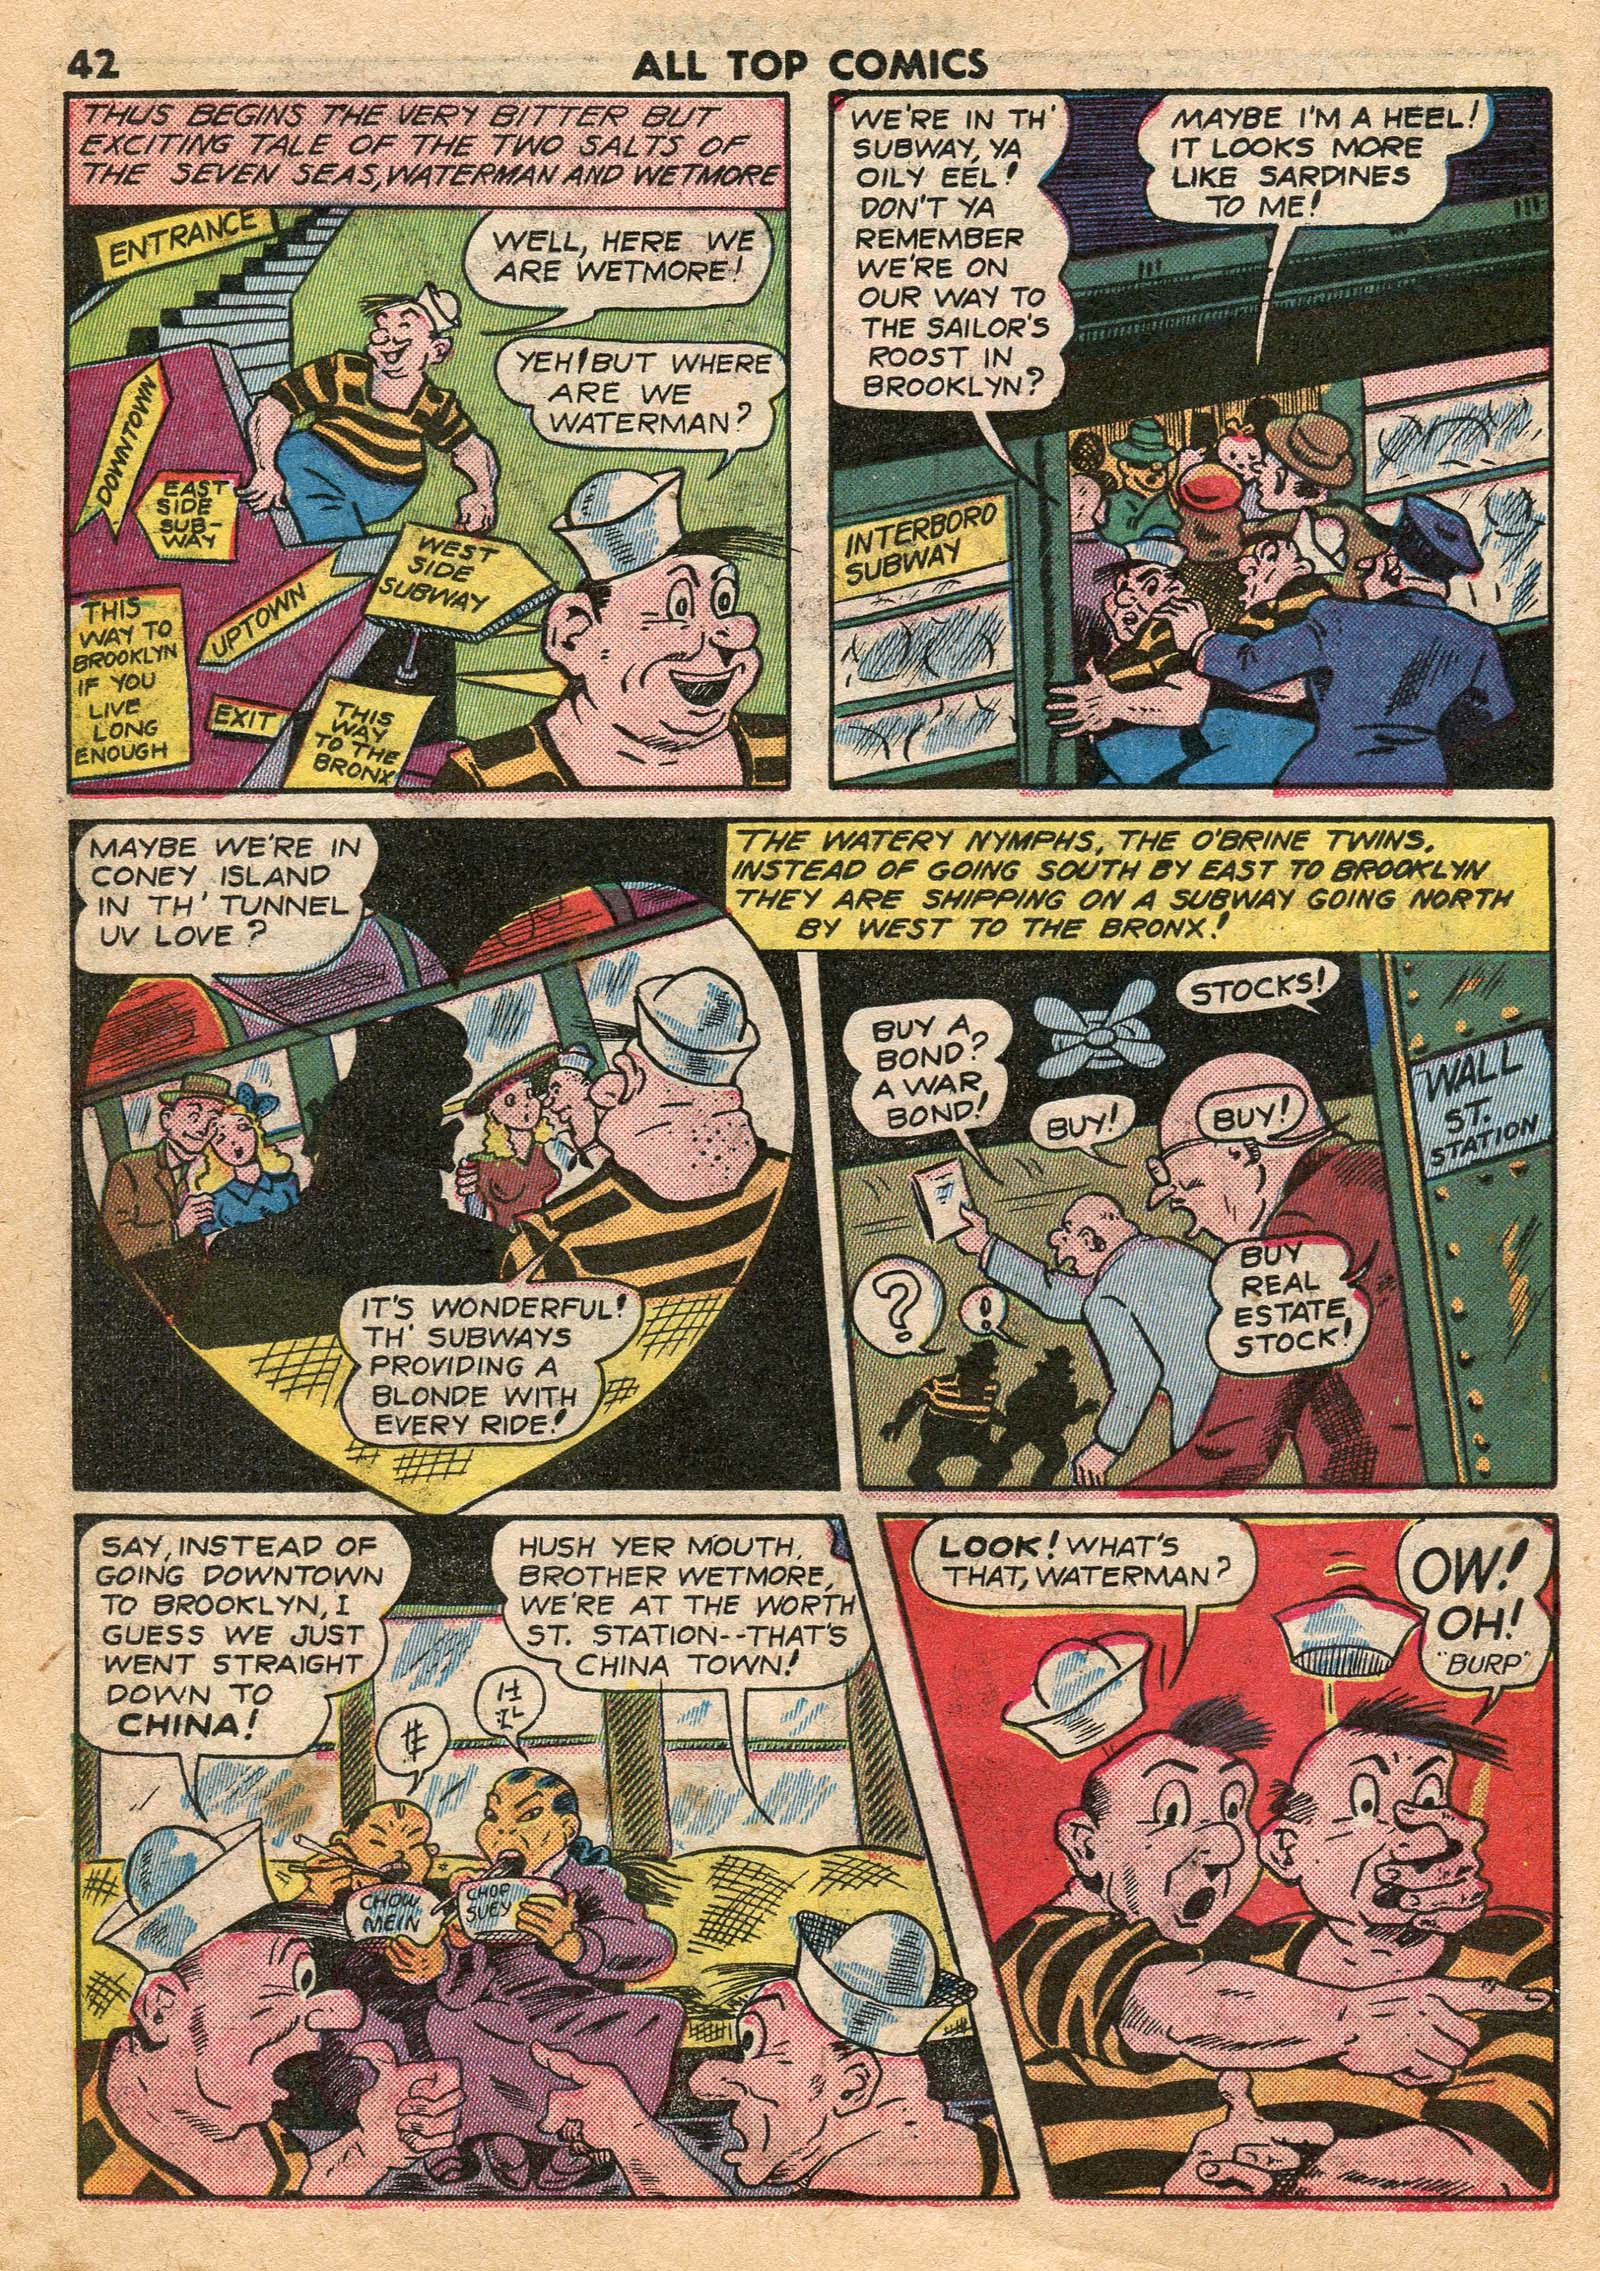 42
ALL TOP COMICS
THUS BEGINS THE VERY BITTER BUT
EXCITING TALE OF THE TWO SALTS OF
THE SEVEN SEAS, WATERMAN AND WETMORE
WELL, HERE WE
ARE WETMORE!
YEH! BUT WHERE
ARE WE
WATERMAN?
ENTRANCE
DOWNTOWN
EAST
SIDE
SUB-
WAY
WEST
SIDE
SUBWAY
UPTOWN
THIS
WAY TO
BROOKLYN
IF YOU
LIVE
LONG
ENOUGH
EXIT
THIS
WAY
TO THE
BRONX
WE'RE IN TH'
SUBWAY, YA
OILY EEL!
DON'T YA
REMEMBER
WE'RE ON
OUR WAY TO
THE SAILOR'S
ROOST IN
BROOKLYN?
MAYBE I'M A HEEL!
IT LOOKS MORE
LIKE SARDINES
TO ME!
INTERBORO
SUBWAY
MAYBE WE'RE IN
CONEY ISLAND
IN TH' TUNNEL
UV LOVE?
IT'S WONDERFUL!
TH' SUBWAYS
PROVIDING A
BLONDE WITH
EVERY RIDE!
THE WATERY NYMPHS, THE O'BRINE TWINS,
INSTEAD OF GOING SOUTH BY EAST TO BROOKLYN
THEY ARE SHIPPING ON A SUBWAY GOING NORTH
BY WEST TO THE BRONX!
STOCKS!
BUY A
BOND?
A WAR
BOND!
BUY!
BUY!
WALL
ST.
STATION
BUY
REAL
ESTATE
STOCK!
?
!
SAY, INSTEAD OF
GOING DOWNTOWN
TO BROOKLYN, I
GUESS WE JUST
WENT STRAIGHT
DOWN TO
CHINA!
HUSH YER MOUTH,
BROTHER WETMORE,
WE'RE AT THE WORTH
ST. STATION--THAT'S
CHINA TOWN!
CHOW
MEIN
CHOP
SUEY
LOOK! WHAT'S
THAT, WATERMAN?
OW!
OH!
"BURP"